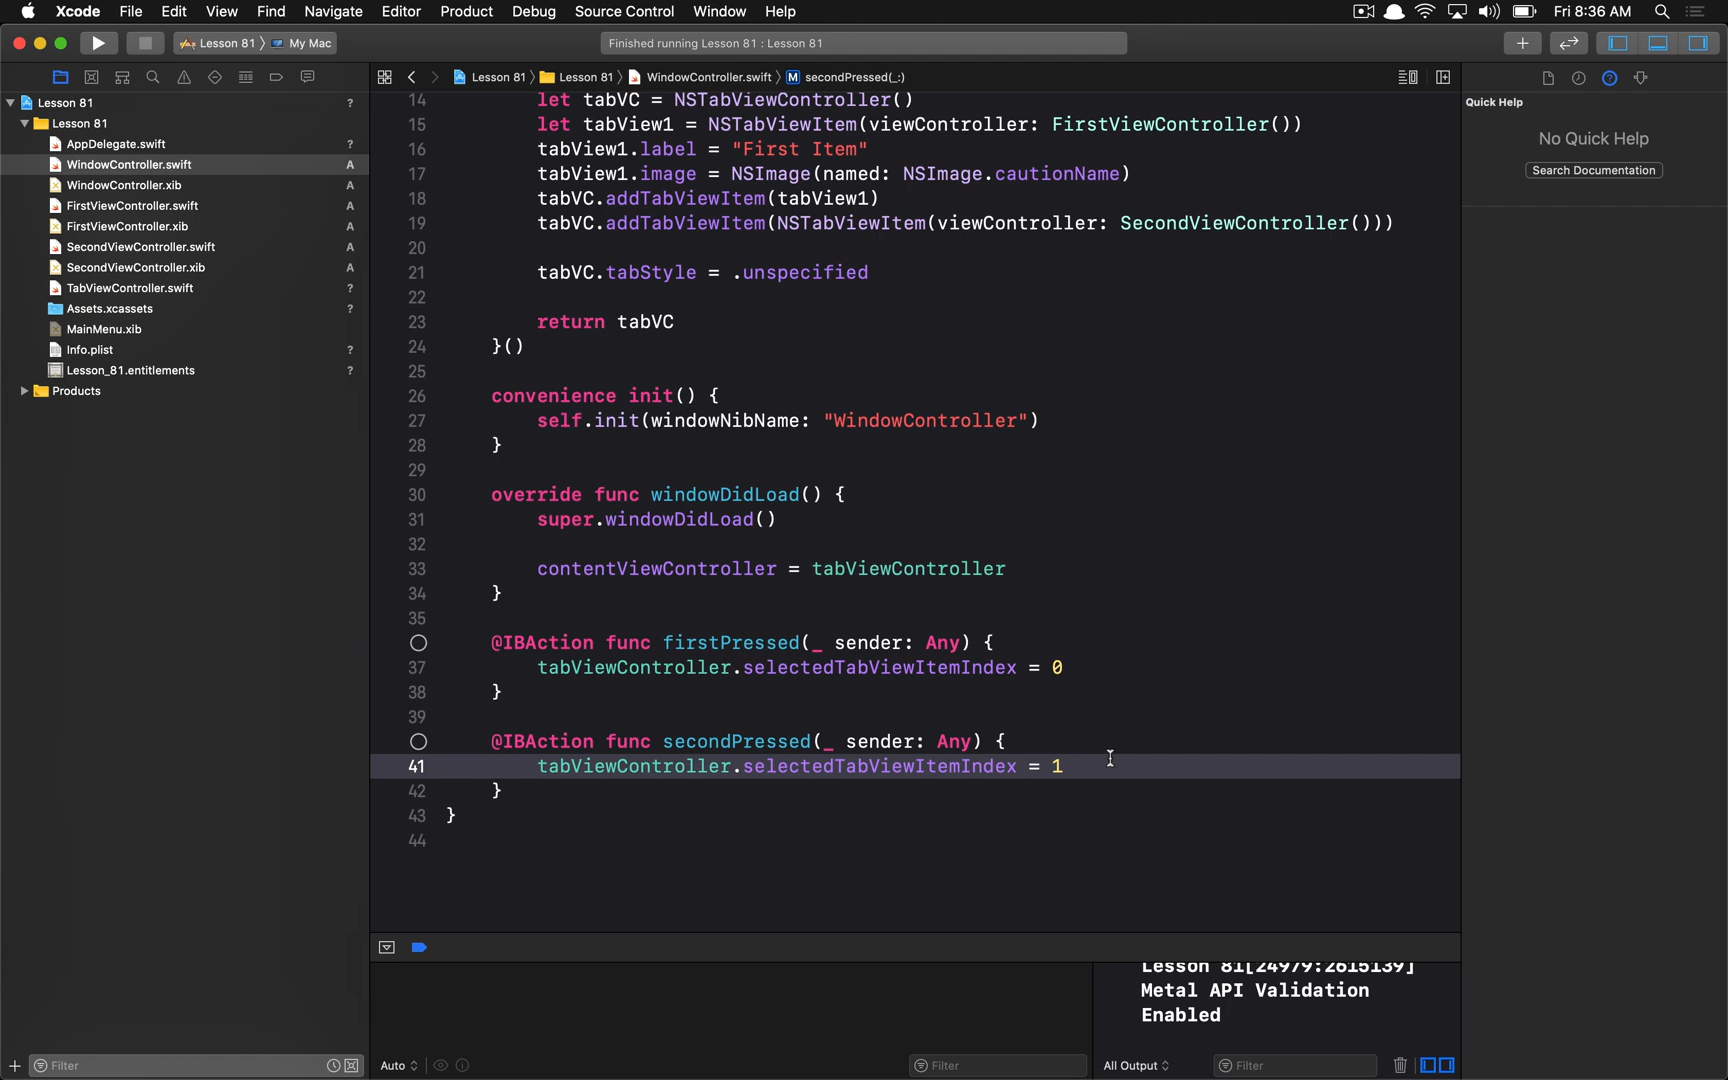 Xcode File Edit View Find Navigate Editor Product Debug Source Control Window Help Fri 8:36 AM
Lesson 81 〉 My Mac Finished running Lesson 81 : Lesson 81
Lesson 81 〉 Lesson 81 〉 WindowController.swift 〉 M secondPressed(_:)
Lesson 81 ?
Lesson 81
AppDelegate.swift ?
WindowController.swift A
WindowController.xib A
FirstViewController.swift A
FirstViewController.xib A
SecondViewController.swift A
SecondViewController.xib A
TabViewController.swift ?
Assets.xcassets ?
MainMenu.xib
Info.plist ?
Lesson_81.entitlements ?
Products
Filter
14 let tabVC = NSTabViewController()
15 let tabView1 = NSTabViewItem(viewController: FirstViewController())
16 tabView1.label = "First Item"
17 tabView1.image = NSImage(named: NSImage.cautionName)
18 tabVC.addTabViewItem(tabView1)
19 tabVC.addTabViewItem(NSTabViewItem(viewController: SecondViewController()))
20
21 tabVC.tabStyle = .unspecified
22
23 return tabVC
24 }()
25
26 convenience init() {
27 self.init(windowNibName: "WindowController")
28 }
29
30 override func windowDidLoad() {
31 super.windowDidLoad()
32
33 contentViewController = tabViewController
34 }
35
@IBAction func firstPressed(_ sender: Any) {
37 tabViewController.selectedTabViewItemIndex = 0
38 }
39
@IBAction func secondPressed(_ sender: Any) {
41 tabViewController.selectedTabViewItemIndex = 1
42 }
43 }
44
Lesson 81[24979:2615139]
Metal API Validation
Enabled
Auto Filter All Output Filter
Quick Help
No Quick Help
Search Documentation